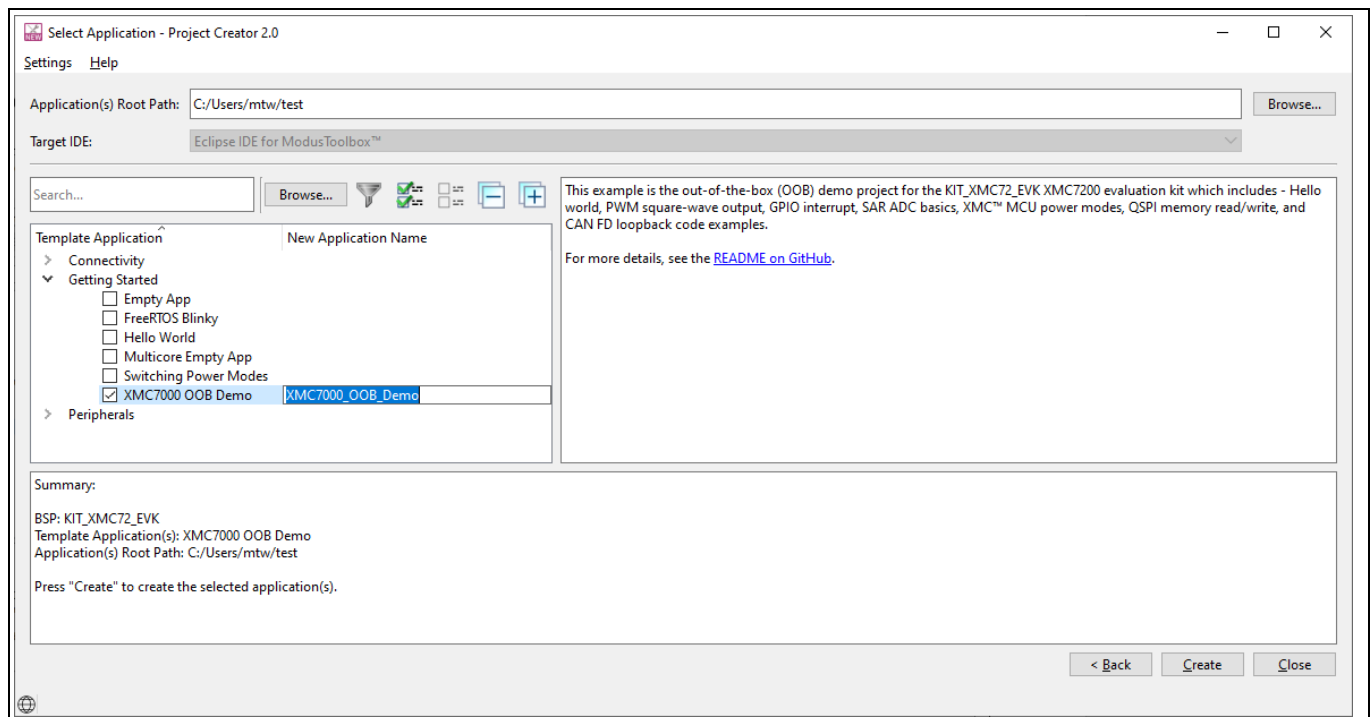 NEW
Select Application - Project Creator 2.0
Settings Help
Application(s) Root Path: C:/Users/mtw/test Browse...
Target IDE: Eclipse IDE for ModusToolbox™
Search... Browse...
Template Application New Application Name
Connectivity
Getting Started
Empty App
FreeRTOS Blinky
Hello World
Multicore Empty App
Switching Power Modes
XMC7000 OOB Demo XMC7000_OOB_Demo
Peripherals
This example is the out-of-the-box (OOB) demo project for the KIT_XMC72_EVK XMC7200 evaluation kit which includes - Hello
world, PWM square-wave output, GPIO interrupt, SAR ADC basics, XMC™ MCU power modes, QSPI memory read/write, and
CAN FD loopback code examples.
For more details, see the README on GitHub.
Summary:
BSP: KIT_XMC72_EVK
Template Application(s): XMC7000 OOB Demo
Application(s) Root Path: C:/Users/mtw/test
Press "Create" to create the selected application(s).
< Back Create Close